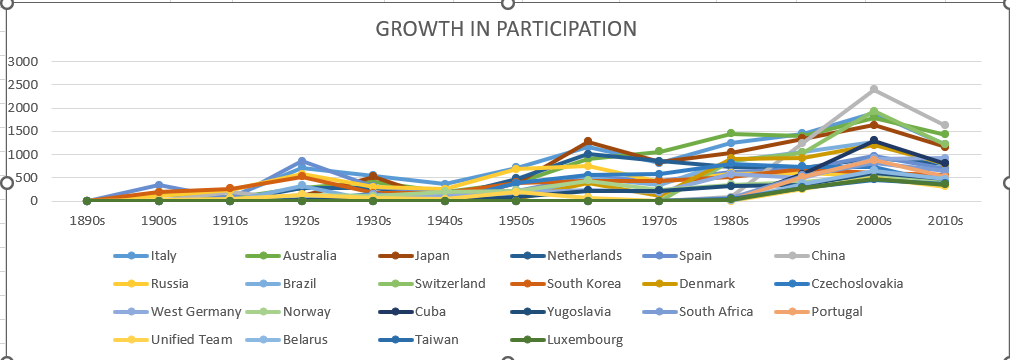 GROWTH IN PARTICIPATION
3000
2500
2000
1500
1000
500
0
1890s 1900s 1910s 1920s 1930s 1940s 1950s 1960s 1970s 1980s 1990s 2000s 2010s
Italy Australia Japan Netherlands Spain China
Russia Brazil Switzerland South Korea Denmark Czechoslovakia
West Germany Norway Cuba Yugoslavia South Africa Portugal
Unified Team Belarus Taiwan Luxembourg